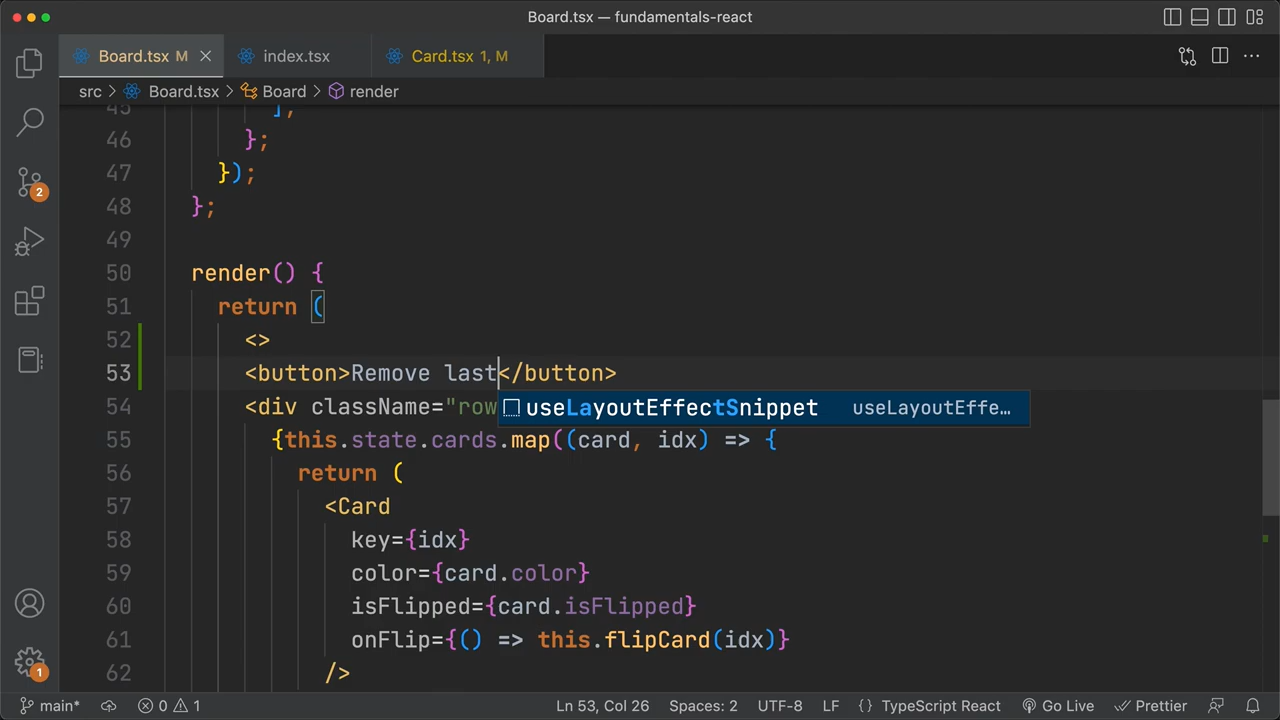 Board.tsx — fundamentals-react
Board.tsx M
index.tsx
Card.tsx 1, M
src > Board.tsx > Board > render
45 ],
46 };
47 });
48 };
49
50 render() {
51 return (
52 <>
53 <button>Remove last</button>
54 <div className="row
useLayoutEffectSnippet useLayoutEffe…
55 {this.state.cards.map((card, idx) => {
56 return (
57 <Card
58 key={idx}
59 color={card.color}
60 isFlipped={card.isFlipped}
61 onFlip={() => this.flipCard(idx)}
62 />
2
1
main* 0 1 Ln 53, Col 26 Spaces: 2 UTF-8 LF {} TypeScript React Go Live Prettier